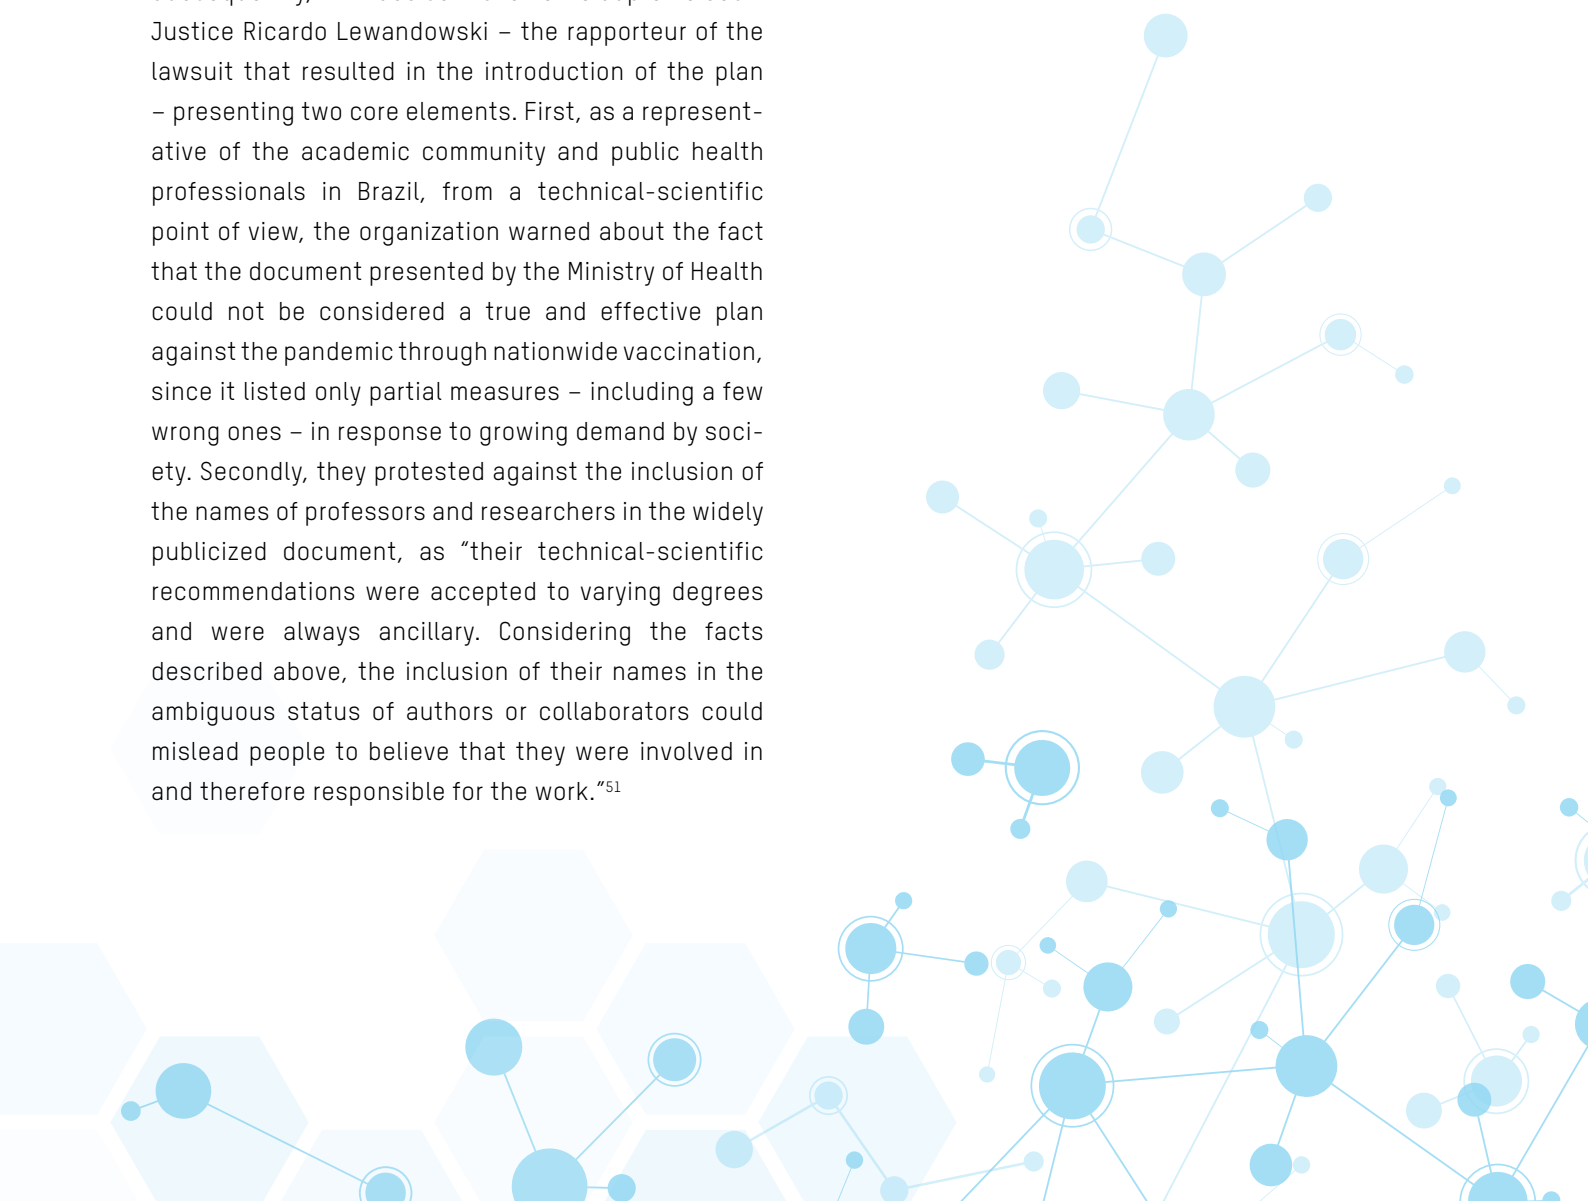 Justice Ricardo Lewandowski – the rapporteur of the
lawsuit that resulted in the introduction of the plan
– presenting two core elements. First, as a represent-
ative of the academic community and public health
professionals in Brazil, from a technical-scientific
point of view, the organization warned about the fact
that the document presented by the Ministry of Health
could not be considered a true and effective plan
against the pandemic through nationwide vaccination,
since it listed only partial measures – including a few
wrong ones – in response to growing demand by soci-
ety. Secondly, they protested against the inclusion of
the names of professors and researchers in the widely
publicized document, as “their technical-scientific
recommendations were accepted to varying degrees
and were always ancillary. Considering the facts
described above, the inclusion of their names in the
ambiguous status of authors or collaborators could
mislead people to believe that they were involved in
and therefore responsible for the work.”51